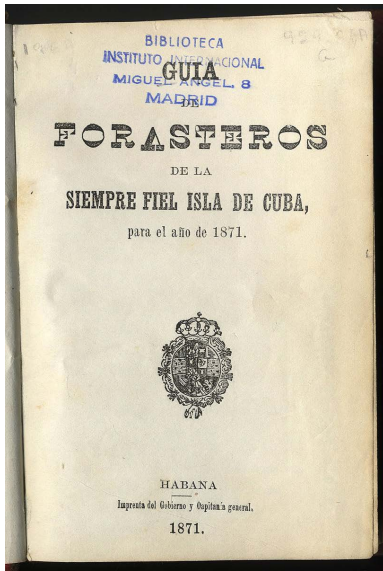 BIBLIOTECA
INSTITUTO INTERNACIONAL
MIGUEL ANGEL, 8
MADRID
GUIA
DE
FORASTEROS
DE LA
SIEMPRE FIEL ISLA DE CUBA,
para el año de 1871.
HABANA
Imprenta del Gobierno y Capitanía general,
1871.